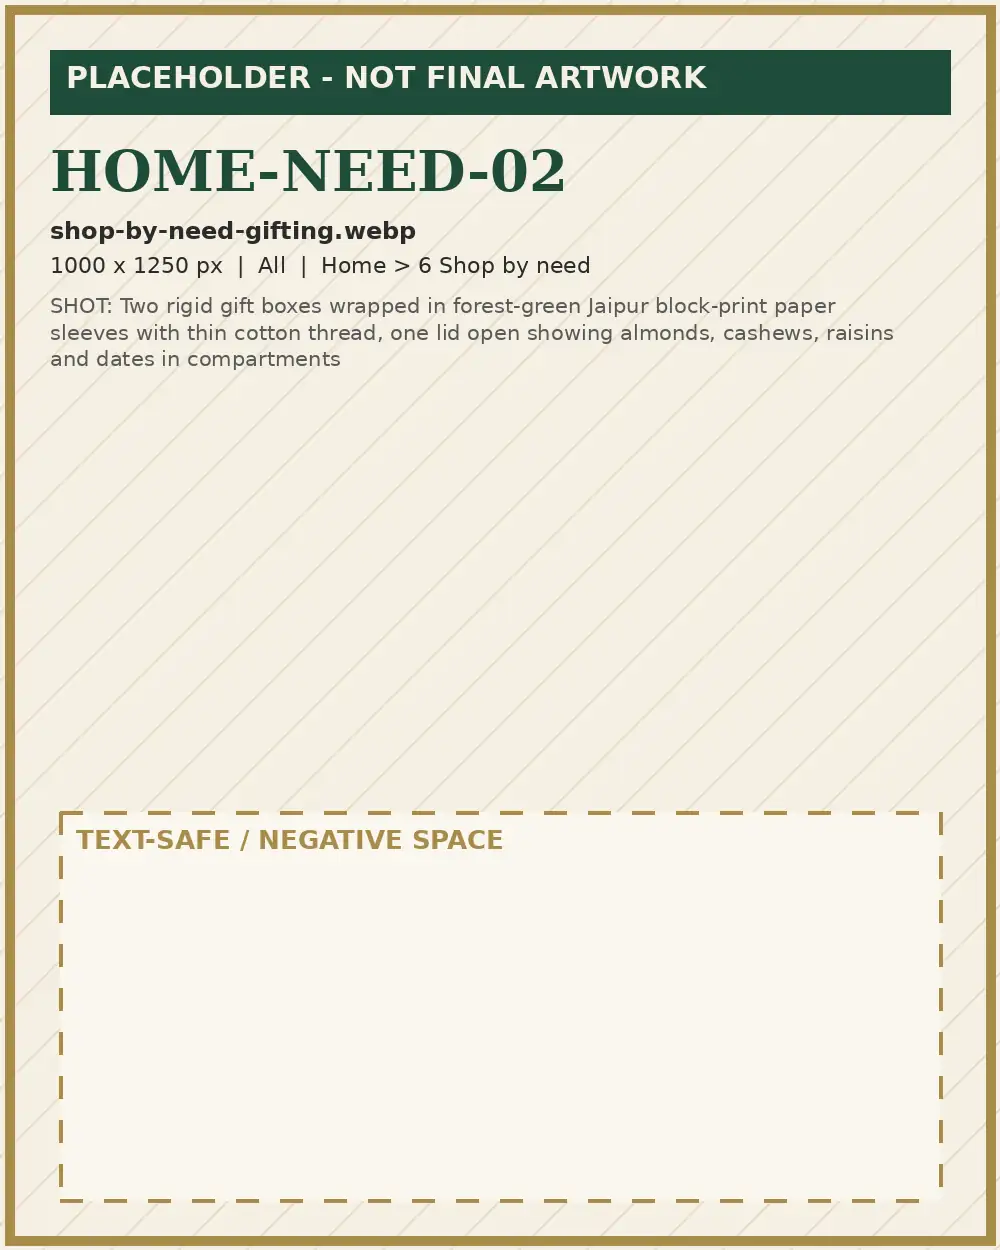 PLACEHOLDER - NOT FINAL ARTWORK
HOME-NEED-02
shop-by-need-gifting.webp
1000 x 1250 px | All | Home > 6 Shop by need
SHOT: Two rigid gift boxes wrapped in forest-green Jaipur block-print paper
sleeves with thin cotton thread, one lid open showing almonds, cashews, raisins
and dates in compartments
TEXT-SAFE / NEGATIVE SPACE